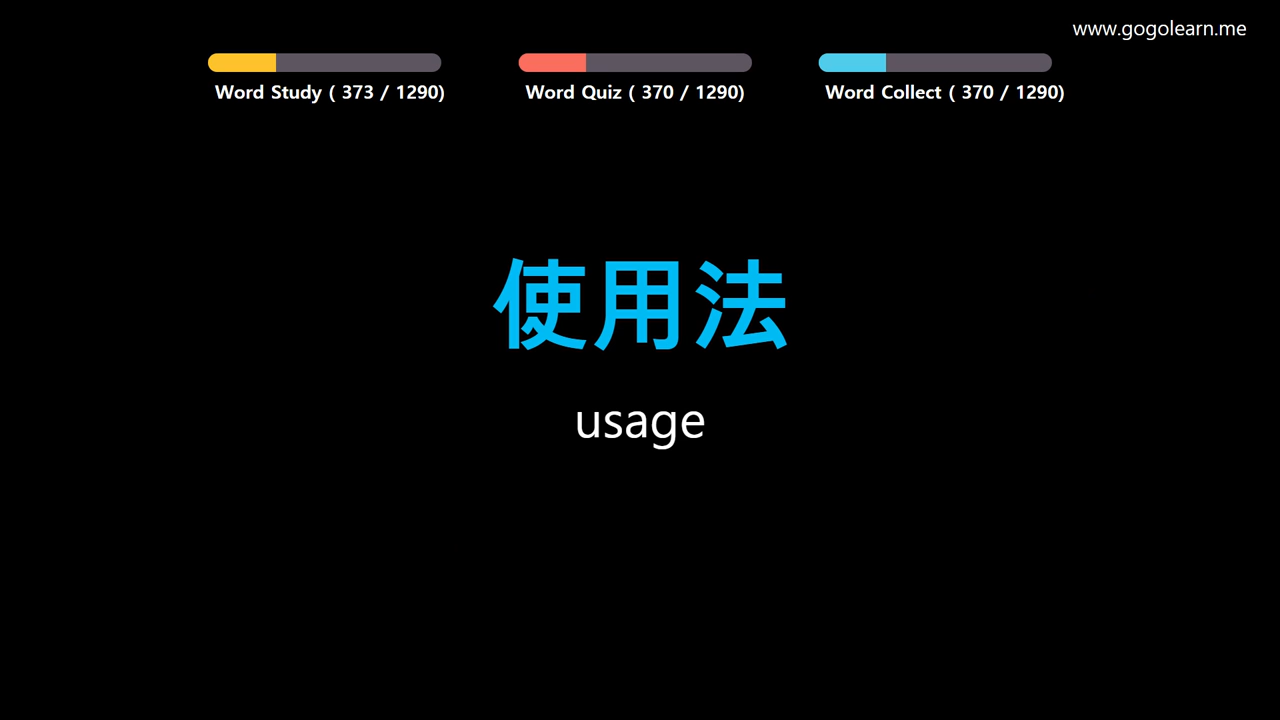 www.gogolearn.me
Word Study ( 373 / 1290)
Word Quiz ( 370 / 1290)
Word Collect ( 370 / 1290)
使用法
usage